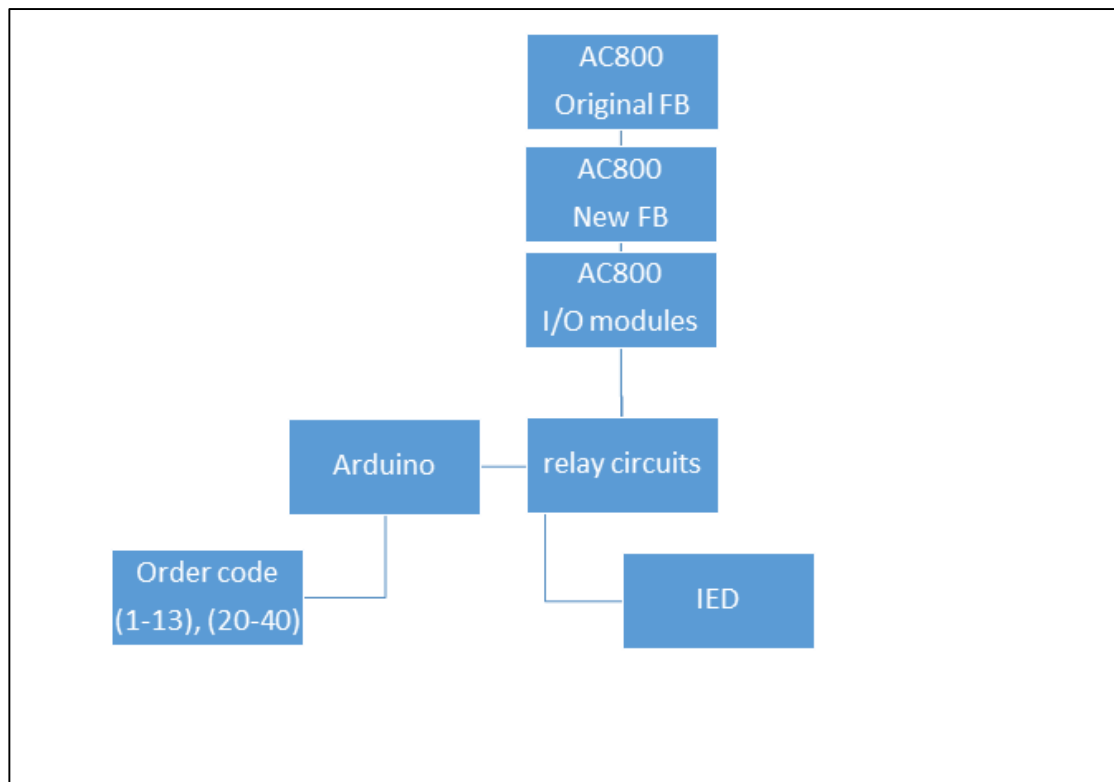 AC800
Original FB
AC800
New FB
AC800
I/O modules
Arduino
relay circuits
Order code
(1-13), (20-40)
IED